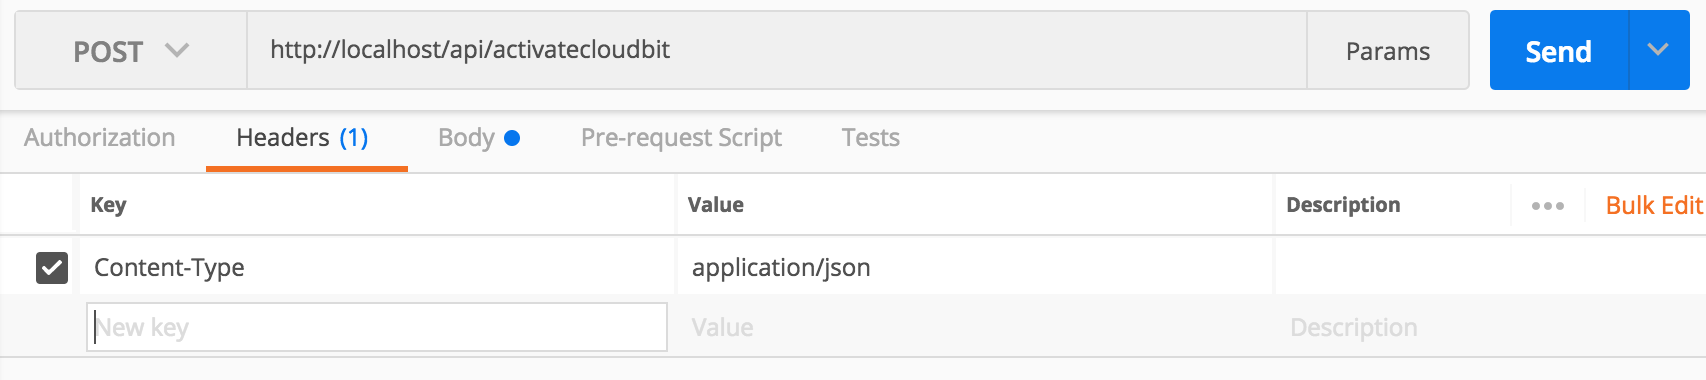 POST http://localhost/api/activatecloudbit Params Send
Authorization Headers (1) Body Pre-request Script Tests
Key Value Description ••• Bulk Edit
Content-Type application/json
New key Value Description